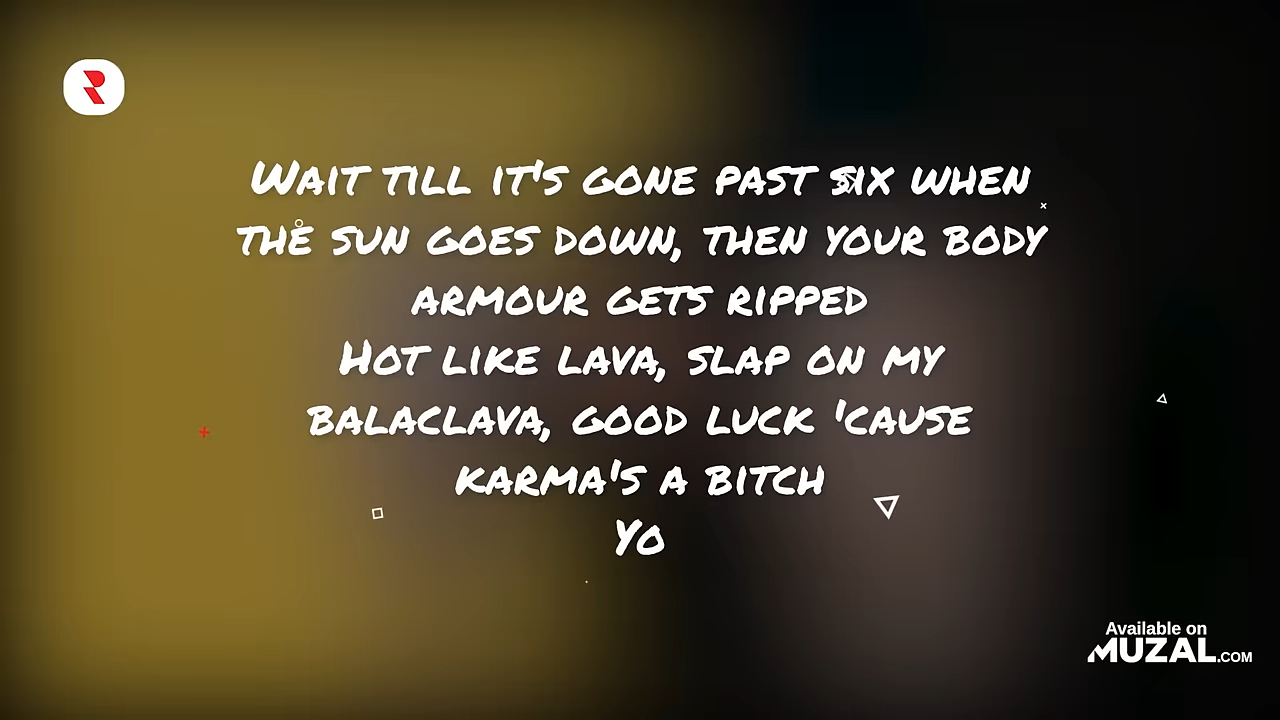 Wait till it's gone past six when
the sun goes down, then your body
armour gets ripped
Hot like lava, slap on my
balaclava, good luck 'cause
karma's a bitch
Yo
Available on
MUZAL.COM